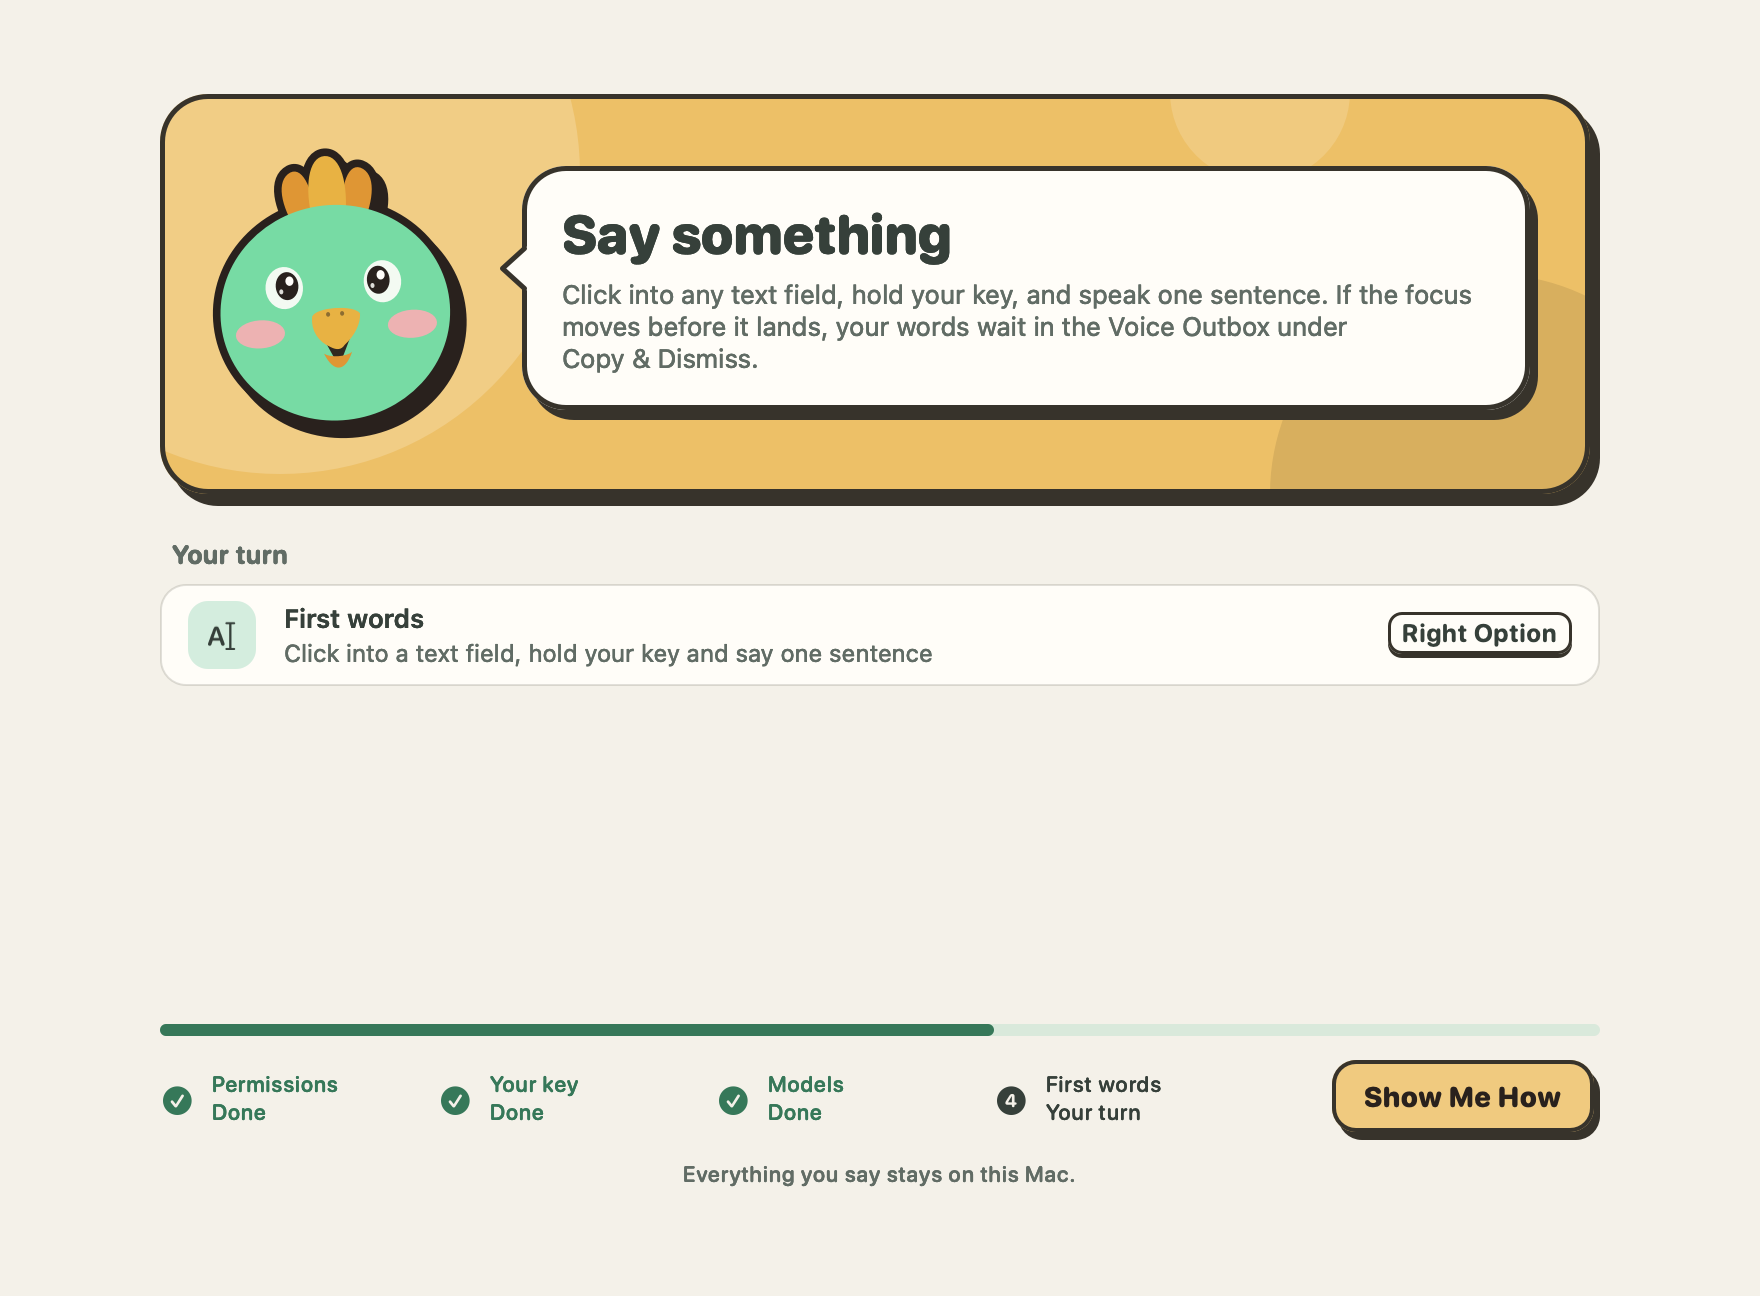 Say something
Click into any text field, hold your key, and speak one sentence. If the focus
moves before it lands, your words wait in the Voice Outbox under
Copy & Dismiss.
Your turn
A
First words
Click into a text field, hold your key and say one sentence
Right Option
Permissions
Done
Your key
Done
Models
Done
4
First words
Your turn
Show Me How
Everything you say stays on this Mac.